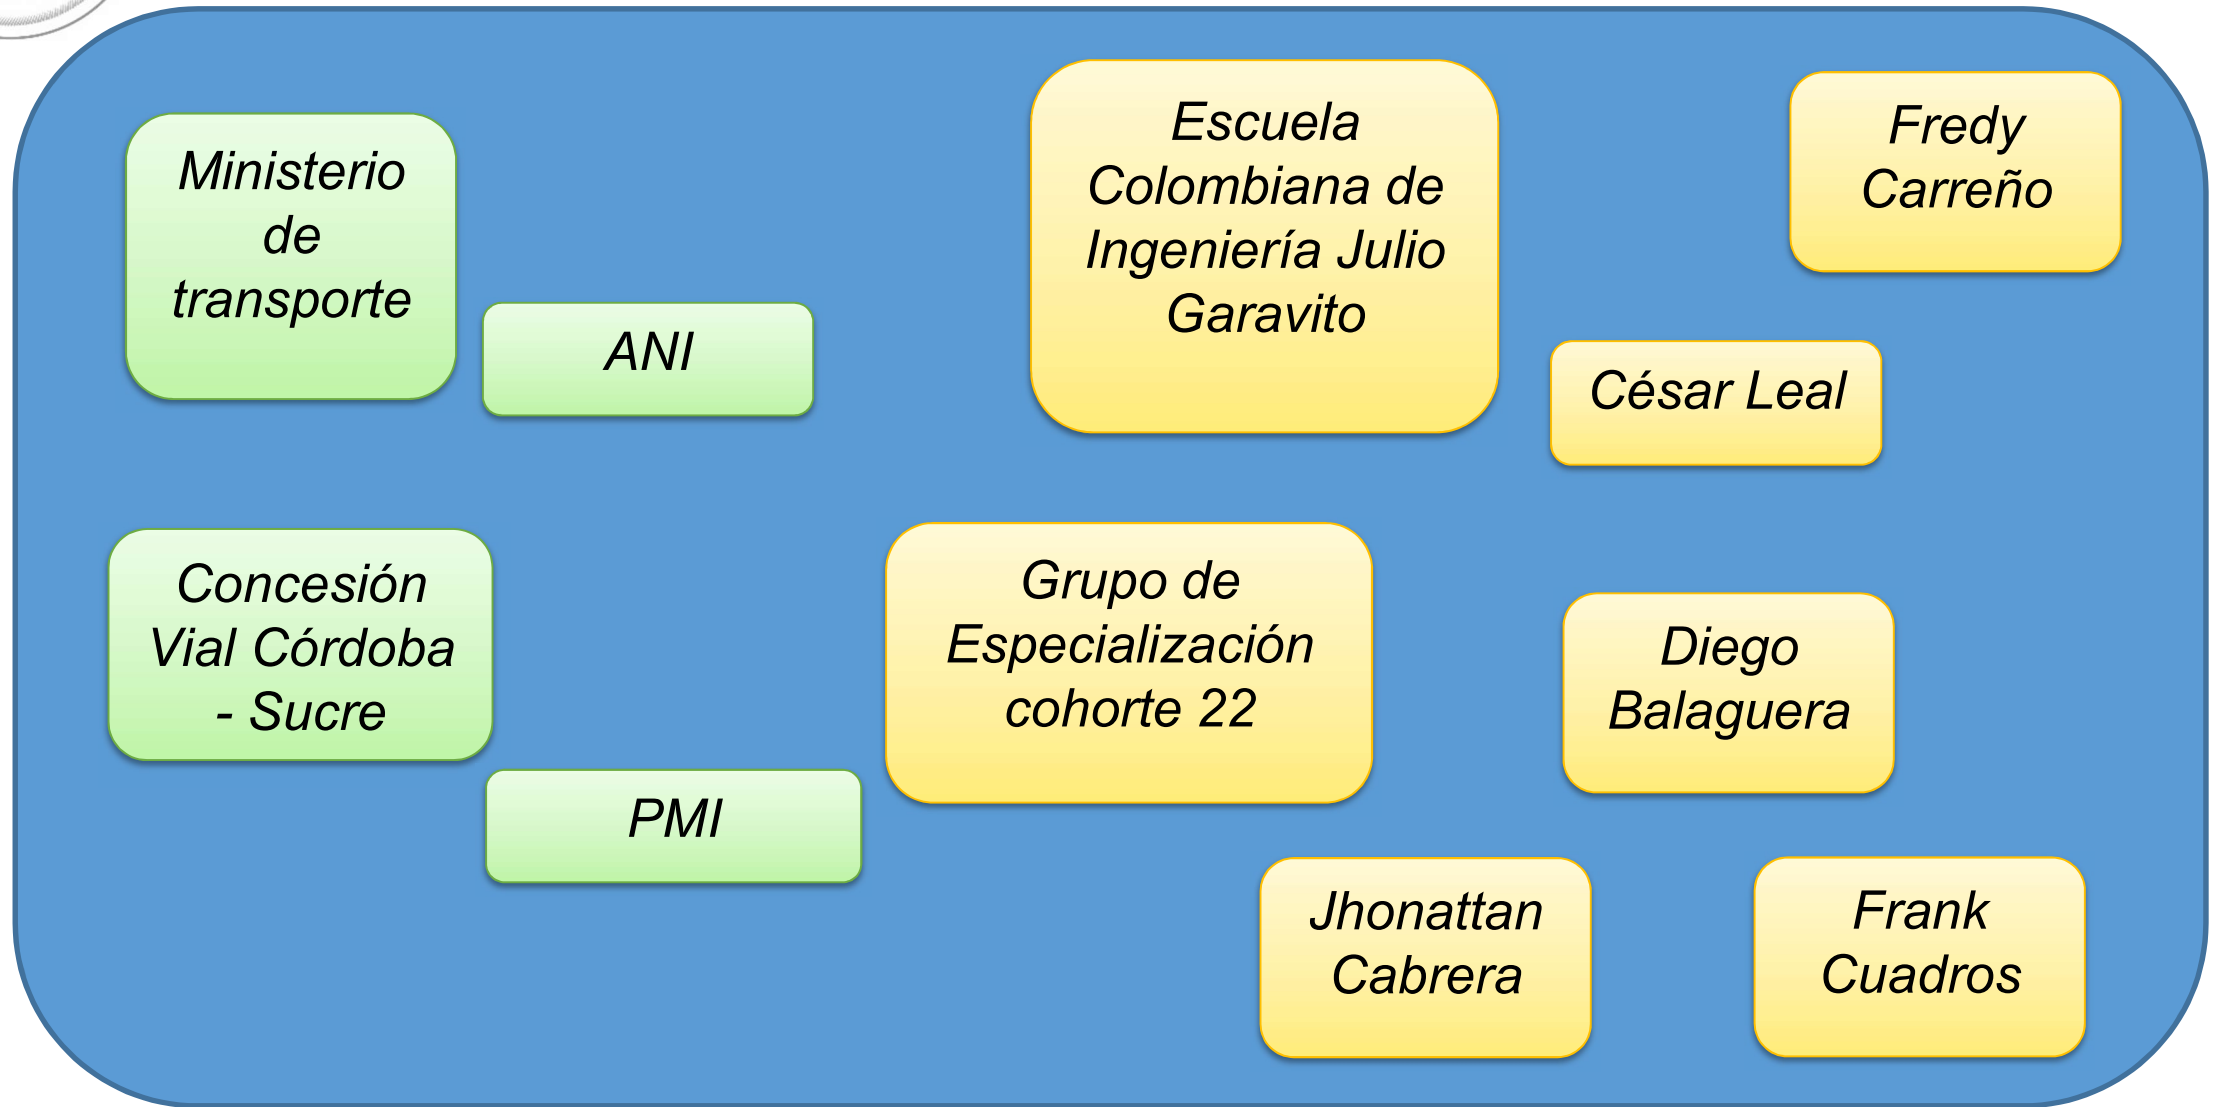 Ministerio
de
transporte
ANI
Escuela
Colombiana de
Ingeniería Julio
Garavito
Fredy
Carreño
César Leal
Concesión
Vial Córdoba
- Sucre
PMI
Grupo de
Especialización
cohorte 22
Diego
Balaguera
Jhonattan
Cabrera
Frank
Cuadros